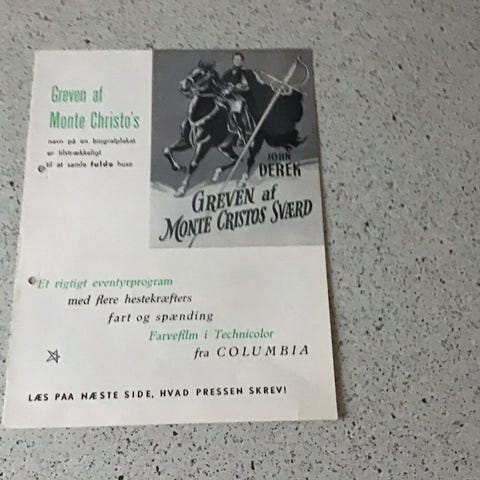 Greven af
Monte Christo's
navn på en biografplakat
er tilstrækkeligt
til at samle fulde huse
JOHN
DEREK
GREVEN af
MONTE CRISTOS SVÆRD
Et rigtigt eventyrprogram
med flere hestekræfters
fart og spænding
Farvefilm i Technicolor
fra COLUMBIA
LÆS PAA NÆSTE SIDE, HVAD PRESSEN SKREV!